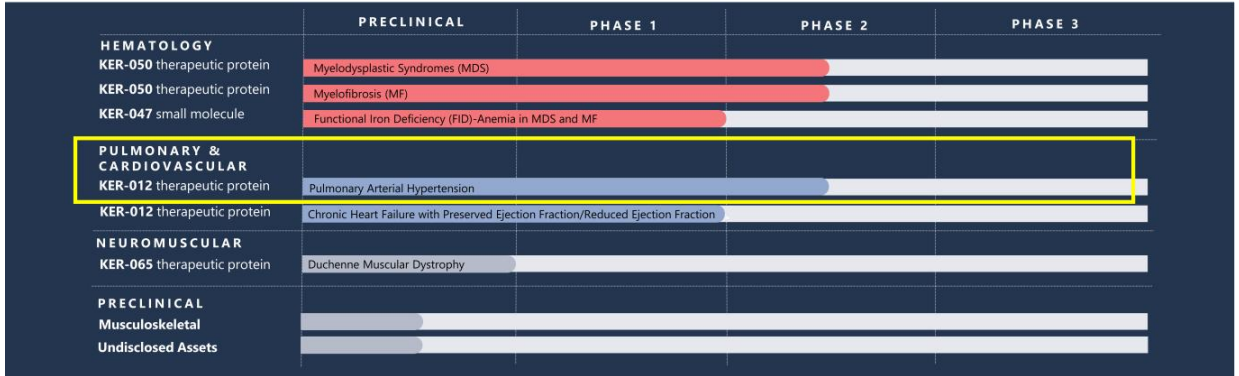 PRECLINICAL PHASE 1 PHASE 2 PHASE 3
HEMATOLOGY
KER-050 therapeutic protein Myelodysplastic Syndromes (MDS)
KER-050 therapeutic protein Myelofibrosis (MF)
KER-047 small molecule Functional Iron Deficiency (FID)-Anemia in MDS and MF
PULMONARY &
CARDIOVASCULAR
KER-012 therapeutic protein Pulmonary Arterial Hypertension
KER-012 therapeutic protein Chronic Heart Failure with Preserved Ejection Fraction/Reduced Ejection Fraction
NEUROMUSCULAR
KER-065 therapeutic protein Duchenne Muscular Dystrophy
PRECLINICAL
Musculoskeletal
Undisclosed Assets